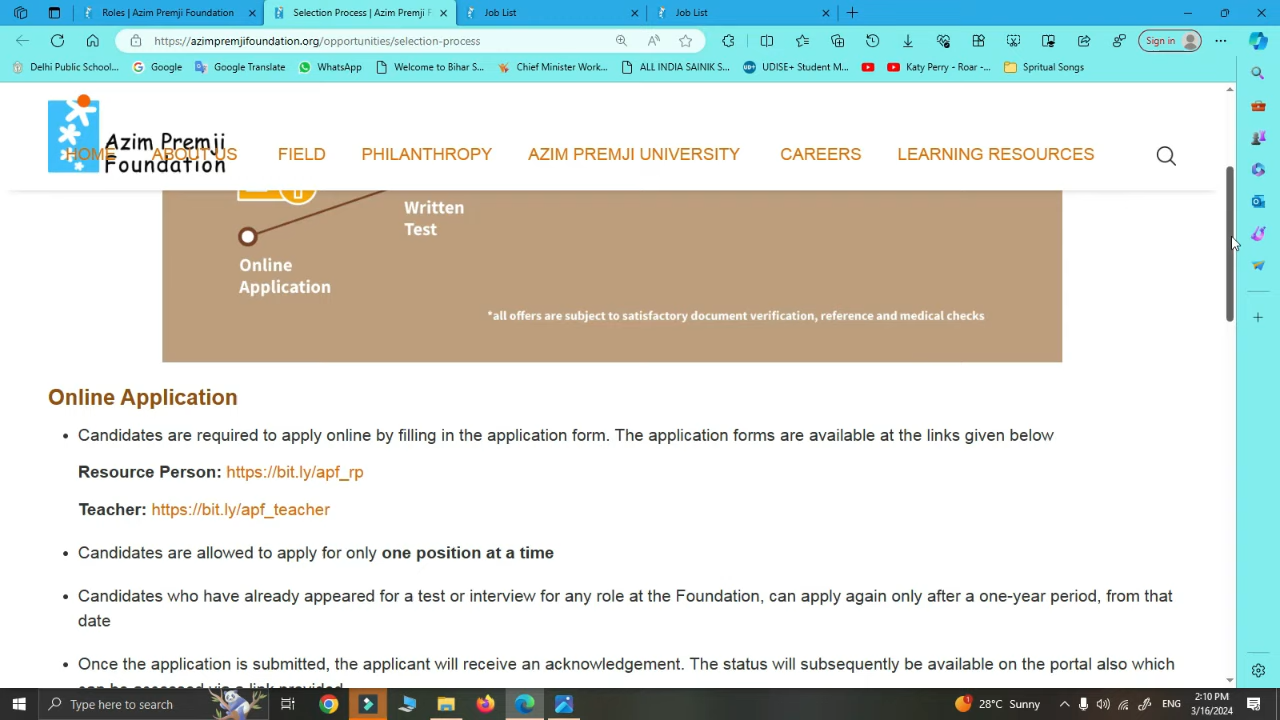 Roles | Azim Premji Foundation
Selection Process | Azim Premji F
Job List
Job List
https://azimpremjifoundation.org/opportunities/selection-process
Sign in
Delhi Public School...
Google
Google Translate
WhatsApp
Welcome to Bihar S...
Chief Minister Work...
ALL INDIA SAINIK S...
UDISE+ Student M...
Katy Perry - Roar -...
Spritual Songs
Azim Premji
Foundation
HOME
ABOUT US
FIELD
PHILANTHROPY
AZIM PREMJI UNIVERSITY
CAREERS
LEARNING RESOURCES
Written
Test
Online
Application
*all offers are subject to satisfactory document verification, reference and medical checks
Online Application
• Candidates are required to apply online by filling in the application form. The application forms are available at the links given below
Resource Person: https://bit.ly/apf_rp
Teacher: https://bit.ly/apf_teacher
• Candidates are allowed to apply for only one position at a time
• Candidates who have already appeared for a test or interview for any role at the Foundation, can apply again only after a one-year period, from that
date
• Once the application is submitted, the applicant will receive an acknowledgement. The status will subsequently be available on the portal also which
can be accessed via a link provided
Type here to search
28°C Sunny
ENG
2:10 PM
3/16/2024